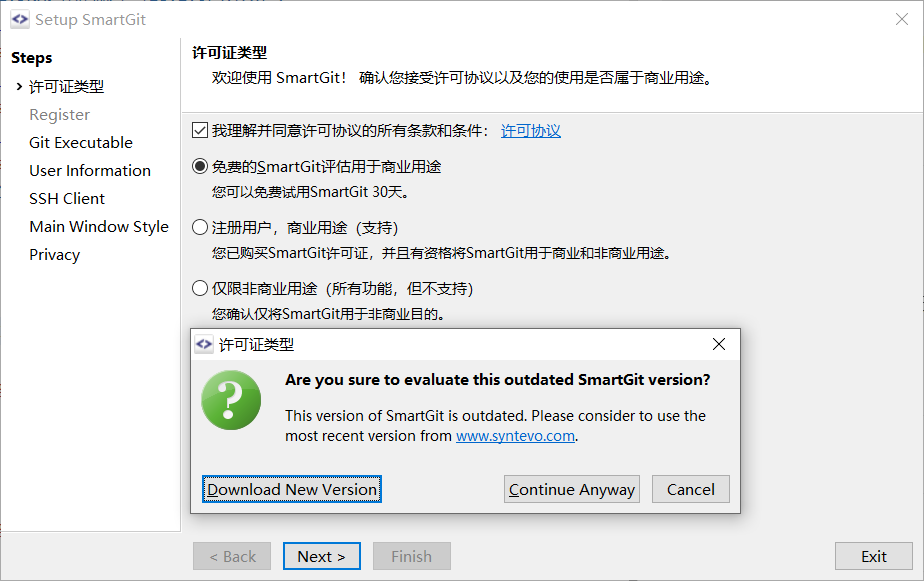 Setup SmartGit
Steps
许可证类型
Register
Git Executable
User Information
SSH Client
Main Window Style
Privacy
许可证类型
欢迎使用 SmartGit！ 确认您接受许可协议以及您的使用是否属于商业用途。
我理解并同意许可协议的所有条款和条件： 许可协议
免费的SmartGit评估用于商业用途
您可以免费试用SmartGit 30天。
注册用户，商业用途（支持）
您已购买SmartGit许可证，并且有资格将SmartGit用于商业和非商业用途。
仅限非商业用途（所有功能，但不支持）
您确认仅将SmartGit用于非商业目的。
许可证类型
Are you sure to evaluate this outdated SmartGit version?
This version of SmartGit is outdated. Please consider to use the
most recent version from www.syntevo.com.
Download New Version Continue Anyway Cancel
< Back Next > Finish Exit